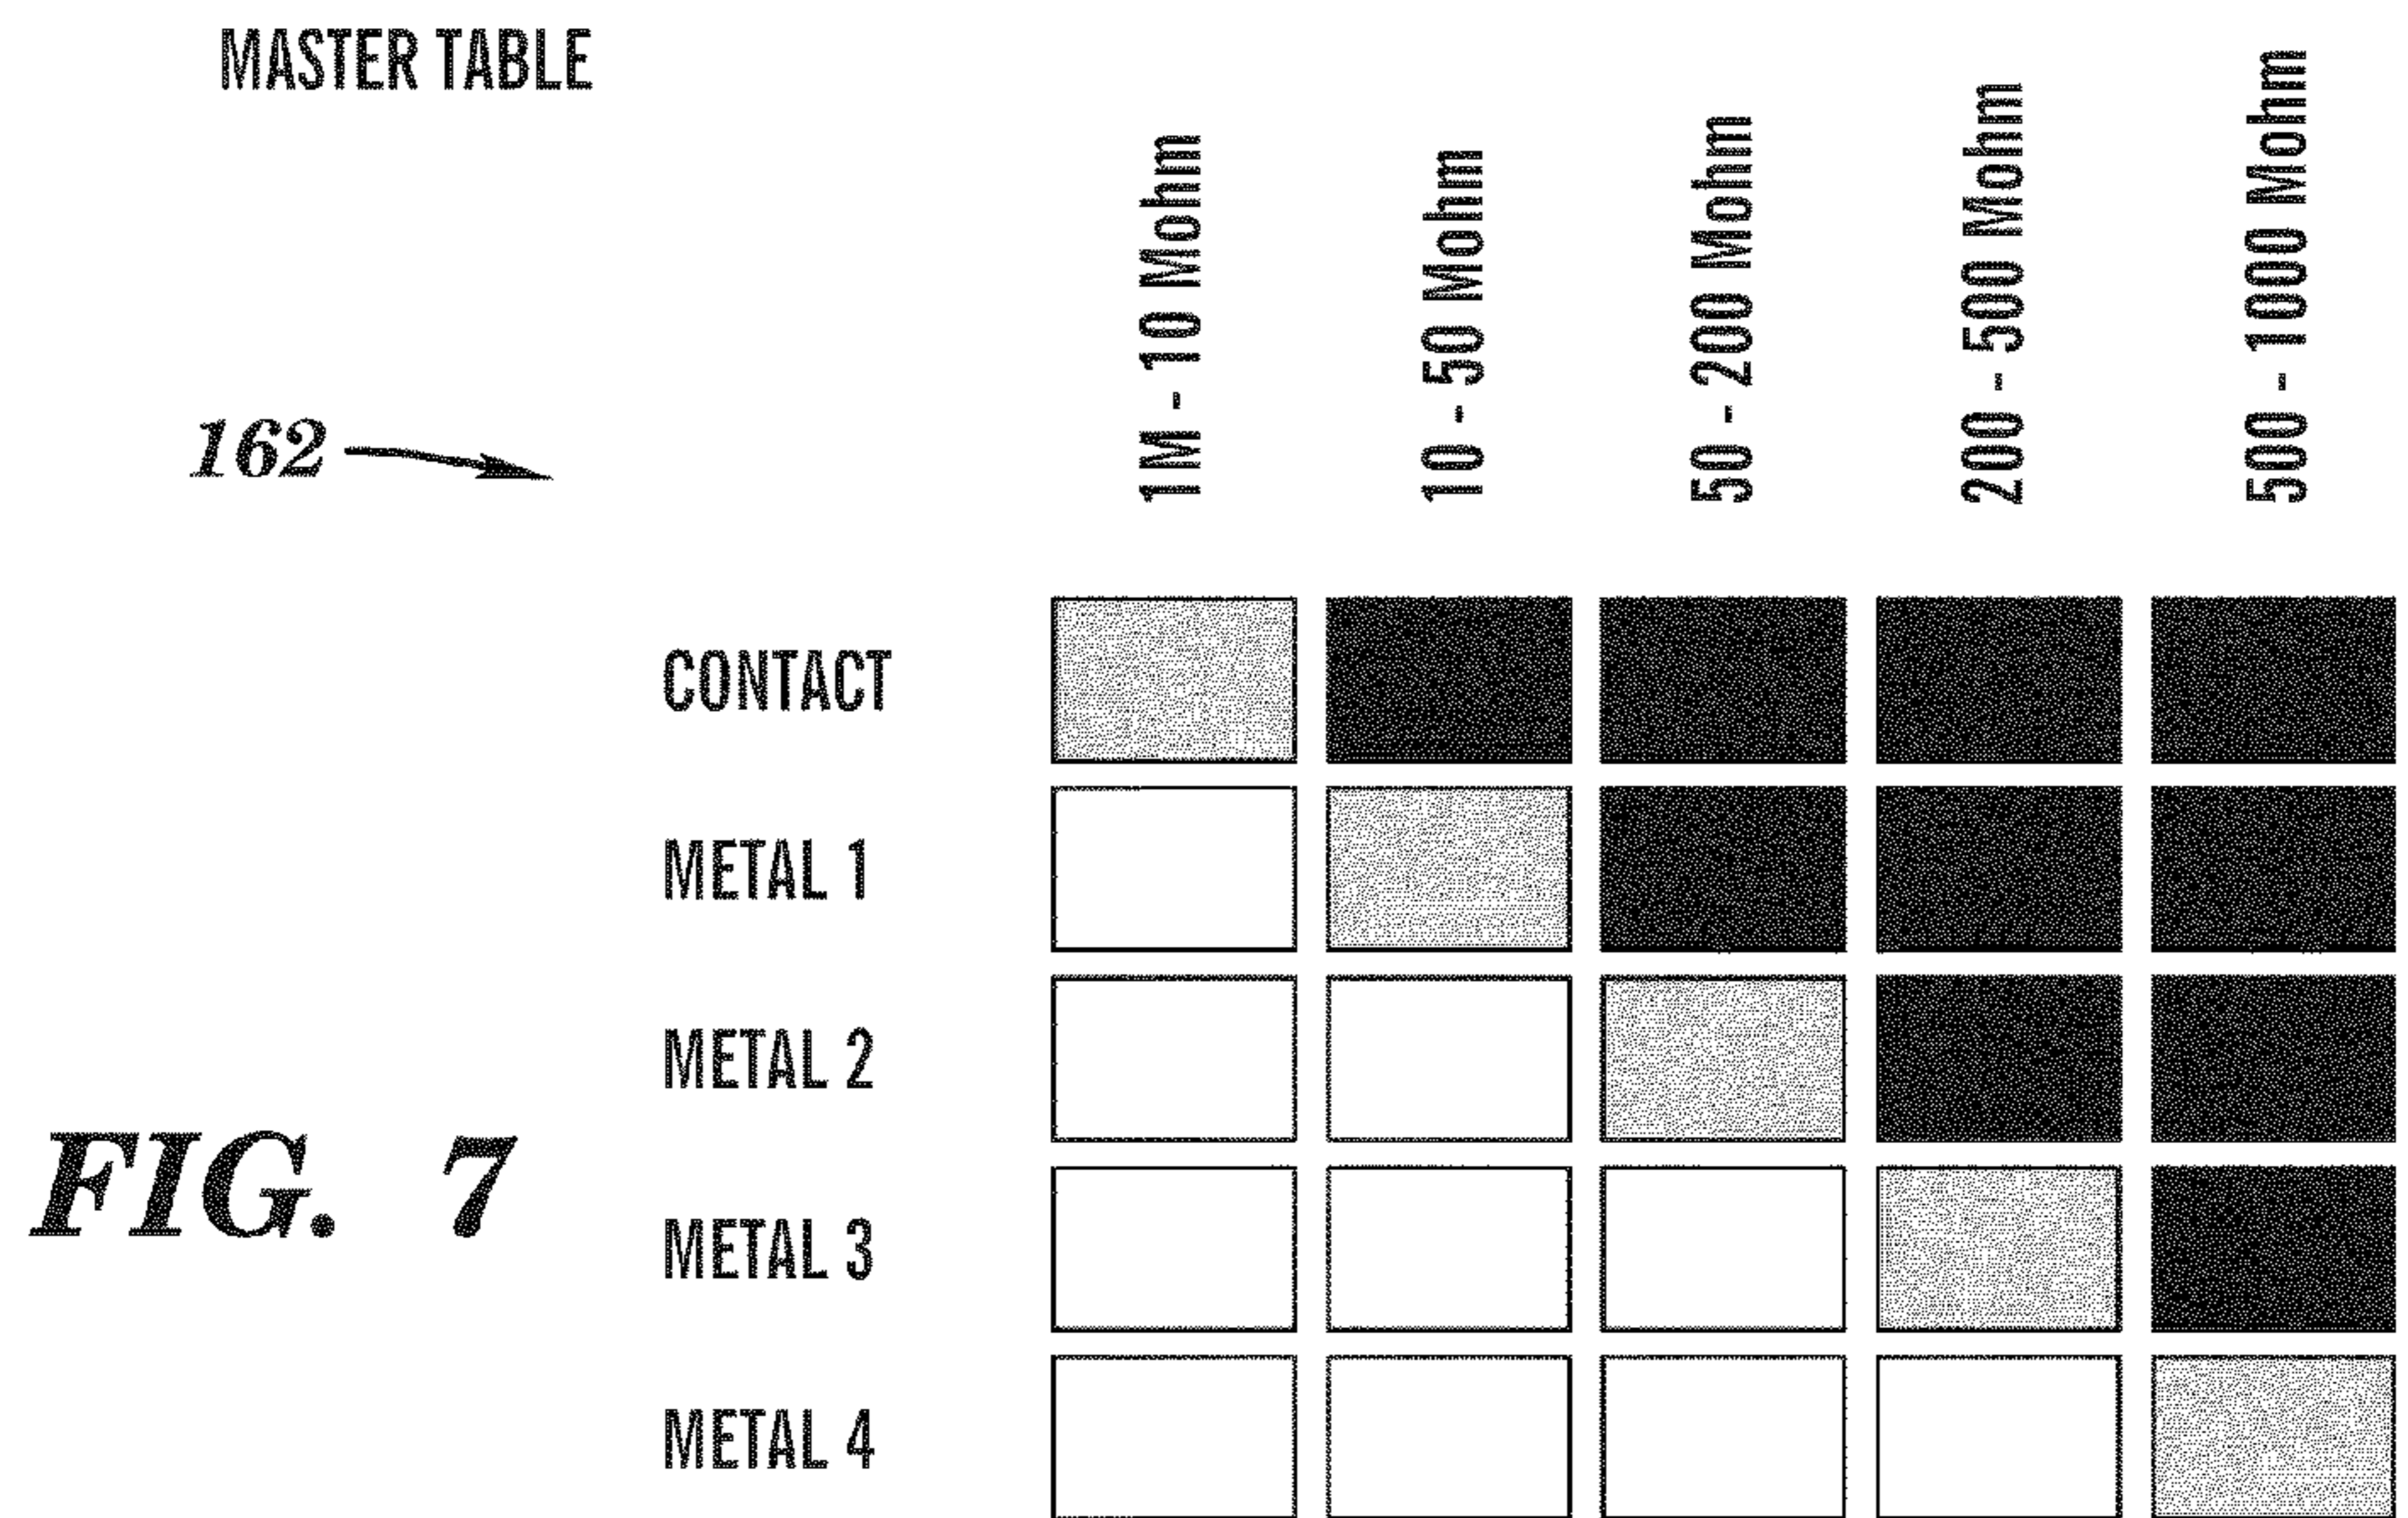 MASTER TABLE
162
1M - 10 Mohm
10 - 50 Mohm
50 - 200 Mohm
200 - 500 Mohm
500 - 1000 Mohm
CONTACT
METAL 1
METAL 2
METAL 3
METAL 4
FIG. 7